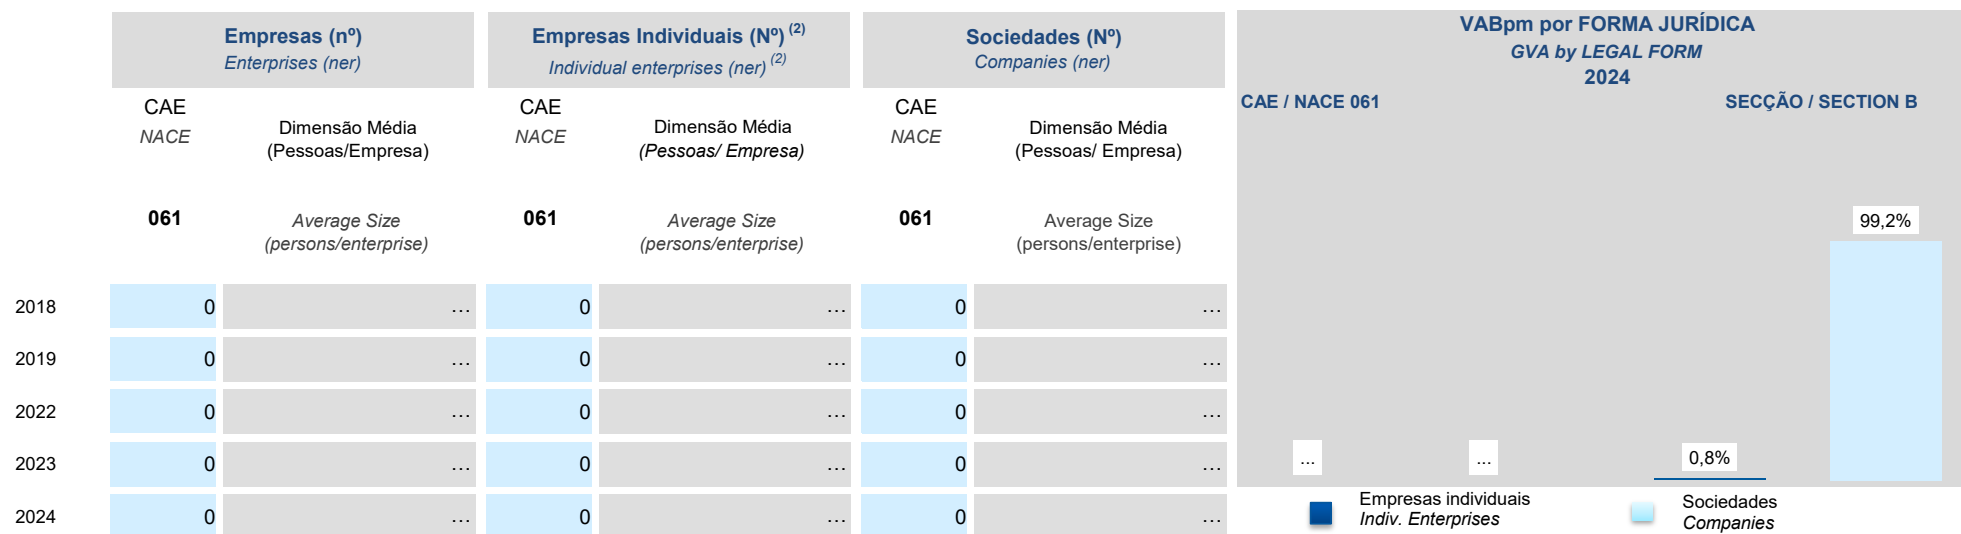 Empresas (nº)
Enterprises (ner)
Empresas Individuais (Nº) (2)
Individual enterprises (ner) (2)
Sociedades (Nº)
Companies (ner)
VABpm por FORMA JURÍDICA
GVA by LEGAL FORM
2024
CAE / NACE 061 SECÇÃO / SECTION B
CAE
NACE
Dimensão Média
(Pessoas/Empresa)
CAE
NACE
Dimensão Média
(Pessoas/ Empresa)
CAE
NACE
Dimensão Média
(Pessoas/ Empresa)
061
Average Size
(persons/enterprise)
061
Average Size
(persons/enterprise)
061
Average Size
(persons/enterprise)
2018 0 ... 0 ... 0 ...
2019 0 ... 0 ... 0 ...
2022 0 ... 0 ... 0 ...
2023 0 ... 0 ... 0 ...
2024 0 ... 0 ... 0 ...
99,2%
... ... 0,8%
Empresas individuais
Indiv. Enterprises
Sociedades
Companies